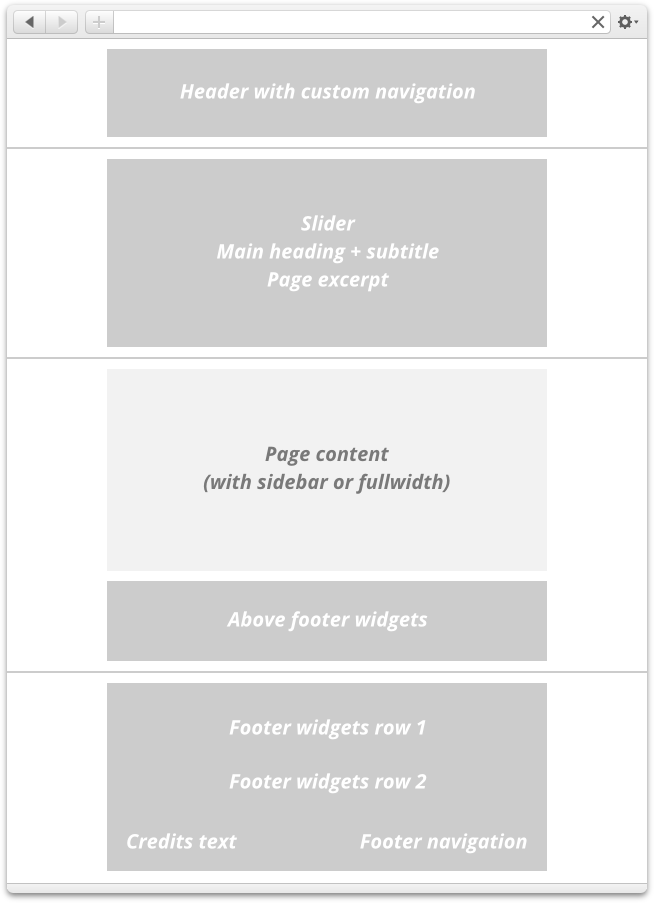 Header with custom navigation
Slider
Main heading + subtitle
Page excerpt
Page content
(with sidebar or fullwidth)
Above footer widgets
Footer widgets row 1
Footer widgets row 2
Credits text
Footer navigation